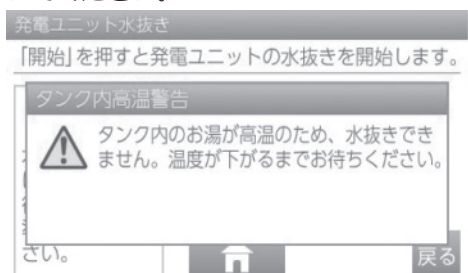 発電ユニット水抜き
「開始」を押すと発電ユニットの水抜きを開始します。
タンク内高温警告
タンク内のお湯が高温のため、水抜きでき
ません。温度が下がるまでお待ちください。
さい。
戻る